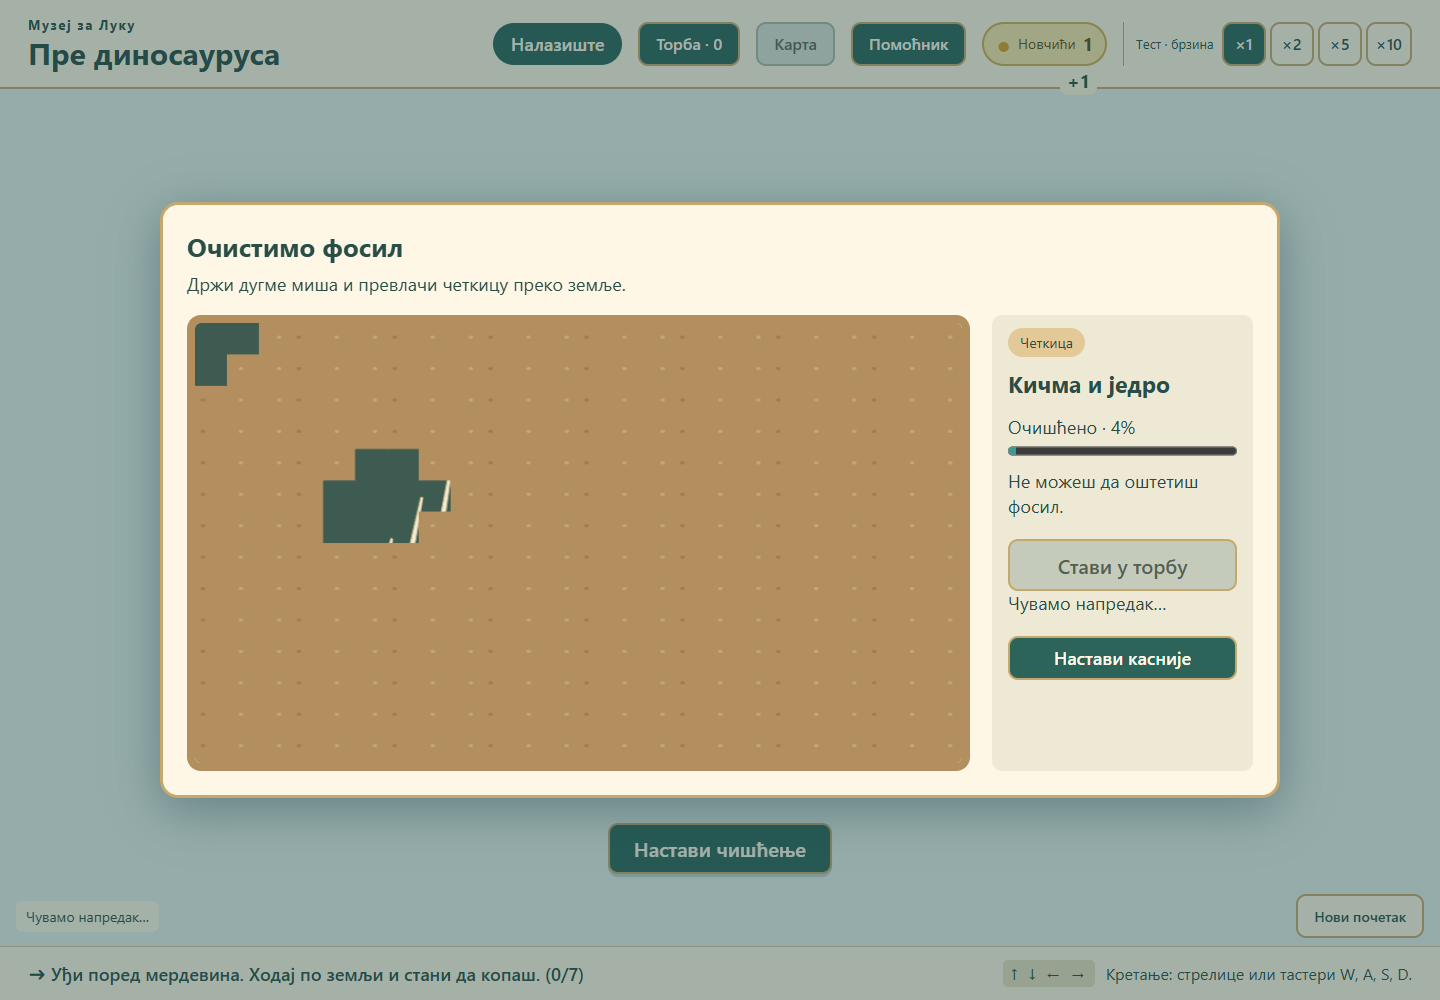 Музеј за Луку
Пре диносауруса
Налазиште
Торба · 0
Карта
Помоћник
Новчићи 1
+1
Тест · брзина
×1
×2
×5
×10
Очистимо фосил
Држи дугме миша и превлачи четкицу преко земље.
Четкица
Кичма и једро
Очишћено · 4%
Не можеш да оштетиш
фосил.
Стави у торбу
Чувамо напредак...
Настави касније
Настави чишћење
Чувамо напредак...
Нови почетак
→ Уђи поред мердевина. Ходај по земљи и стани да копаш. (0/7)
↑ ↓ ← → Кретање: стрелице или тастери W, A, S, D.